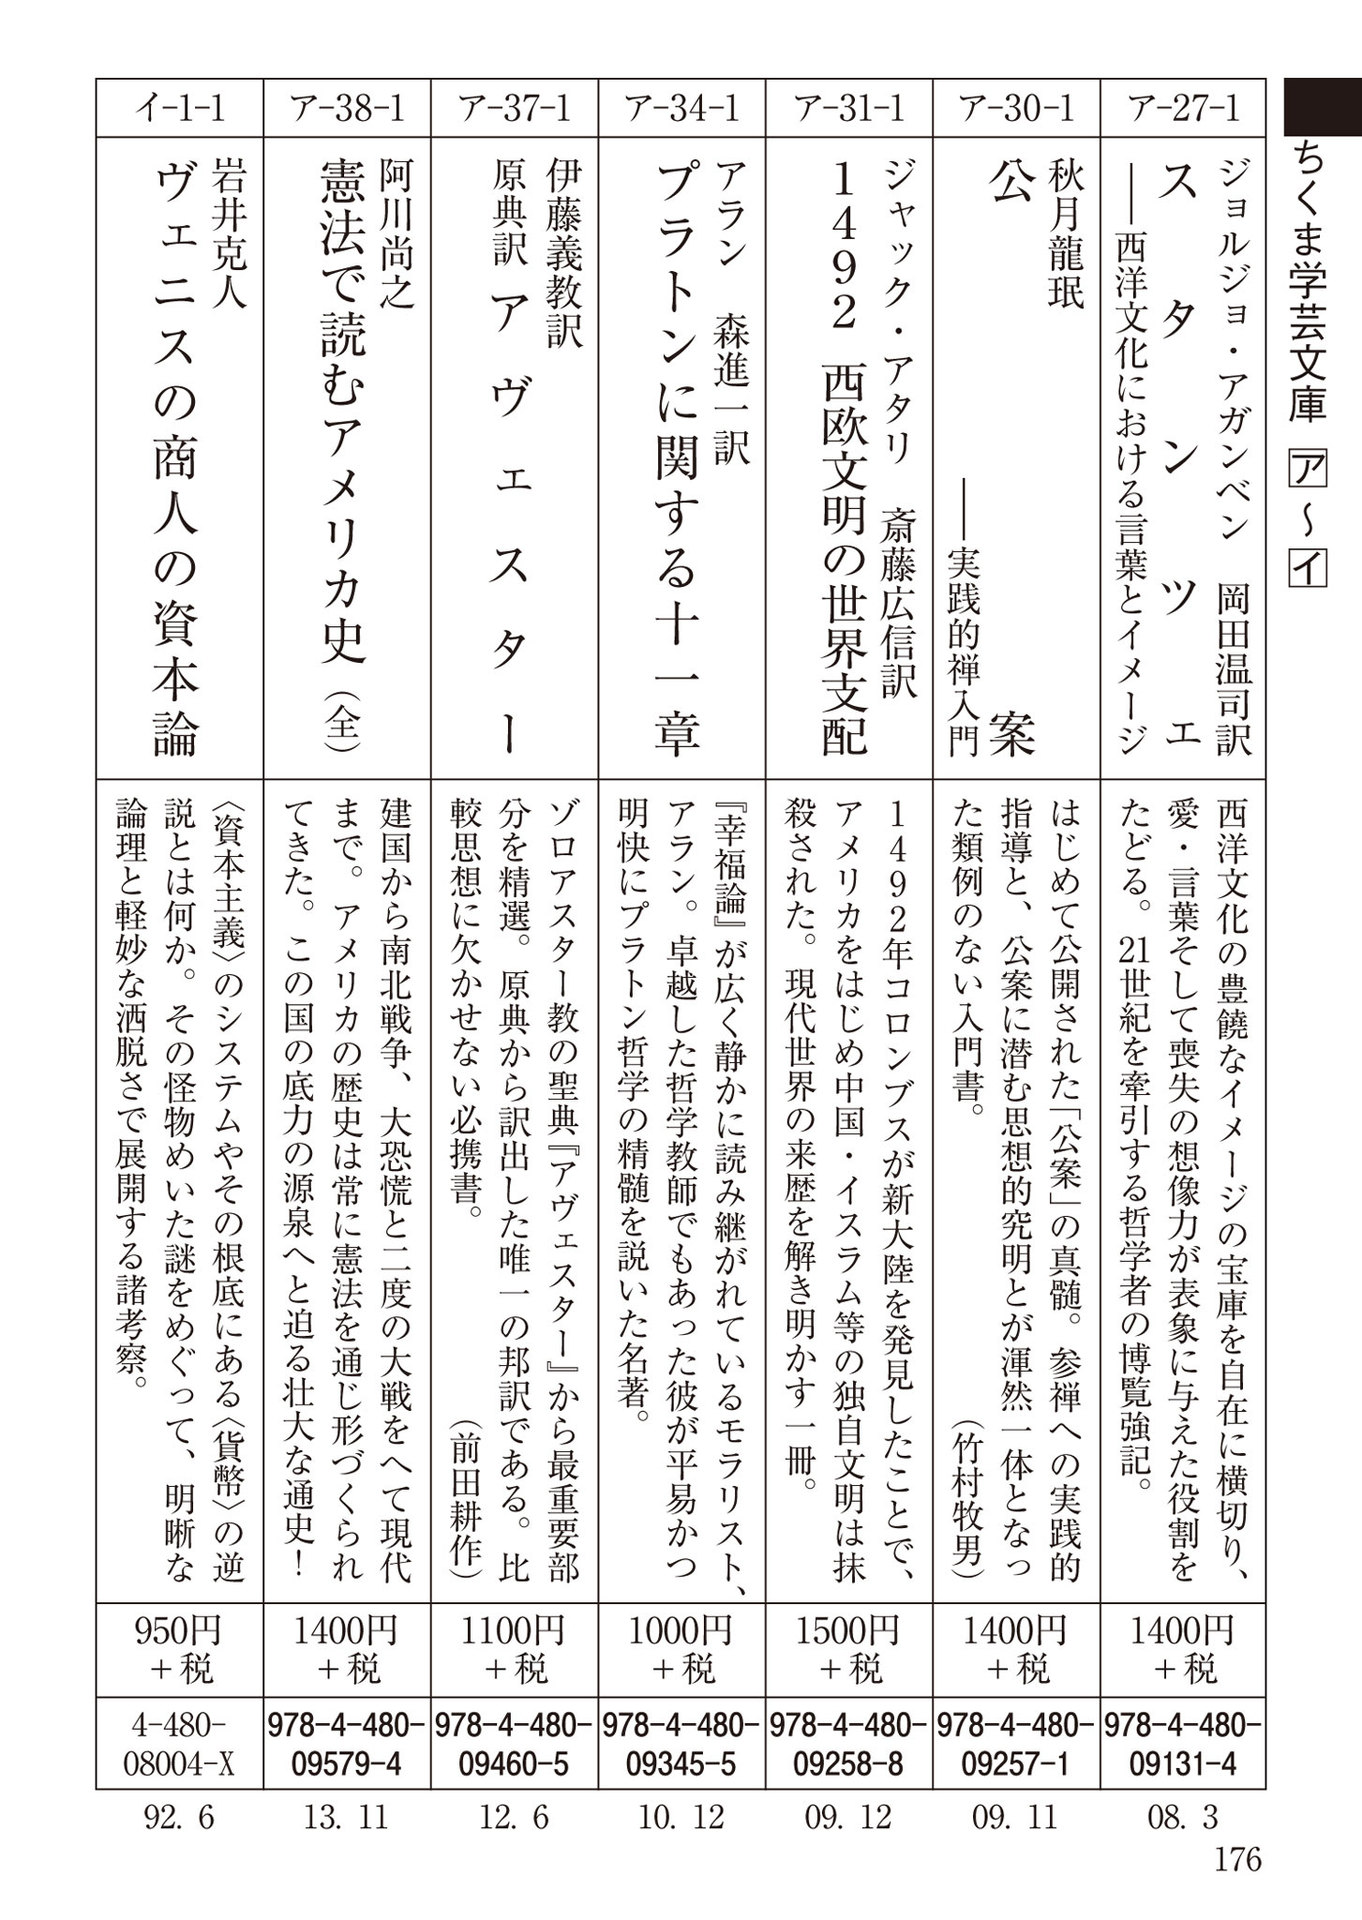 ちくま学芸文庫 ア〜イ
ア-27-1
ジョルジョ・アガンベン 岡田温司訳
スタンツェ
――西洋文化における言葉とイメージ
西洋文化の豊饒なイメージの宝庫を自在に横切り、
愛・言葉そして喪失の想像力が表象に与えた役割を
たどる。21世紀を牽引する哲学者の博覧強記。
1400円
+税
978-4-480-
09131-4
08. 3
ア-30-1
秋月龍珉
公案
――実践的禅入門
はじめて公開された「公案」の真髄。参禅への実践的
指導と、公案に潜む思想的究明とが渾然一体となっ
た類例のない入門書。 (竹村牧男)
1400円
+税
978-4-480-
09257-1
09. 11
ア-31-1
ジャック・アタリ 斎藤広信訳
1492 西欧文明の世界支配
1492年コロンブスが新大陸を発見したことで、
アメリカをはじめ中国・イスラム等の独自文明は抹
殺された。現代世界の来歴を解き明かす一冊。
1500円
+税
978-4-480-
09258-8
09. 12
ア-34-1
アラン 森進一訳
プラトンに関する十一章
『幸福論』が広く静かに読み継がれているモラリスト、
アラン。卓越した哲学教師でもあった彼が平易かつ
明快にプラトン哲学の精髄を説いた名著。
1000円
+税
978-4-480-
09345-5
10. 12
ア-37-1
伊藤義教訳
原典訳 アヴェスター
ゾロアスター教の聖典『アヴェスター』から最重要部
分を精選。原典から訳出した唯一の邦訳である。比
較思想に欠かせない必携書。 (前田耕作)
1100円
+税
978-4-480-
09460-5
12. 6
ア-38-1
阿川尚之
憲法で読むアメリカ史(全)
建国から南北戦争、大恐慌と二度の大戦をへて現代
まで。アメリカの歴史は常に憲法を通じ形づくられ
てきた。この国の底力の源泉へと迫る壮大な通史!
1400円
+税
978-4-480-
09579-4
13. 11
イ-1-1
岩井克人
ヴェニスの商人の資本論
〈資本主義〉のシステムやその根底にある〈貨幣〉の逆
説とは何か。その怪物めいた謎をめぐって、明晰な
論理と軽妙な洒脱さで展開する諸考察。
950円
+税
4-480-
08004-X
92. 6
176